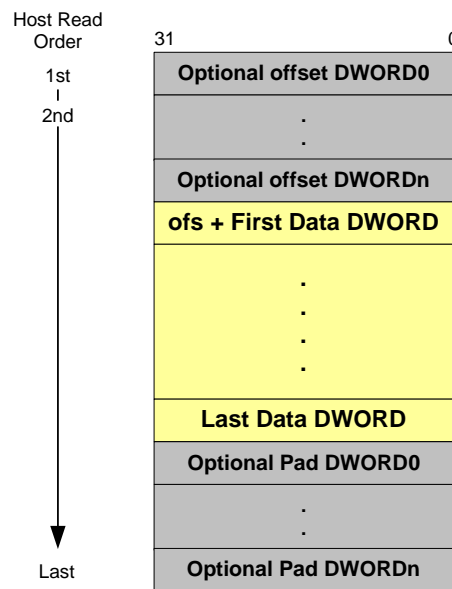 Host Read
Order
31
0
1st
2nd
Optional offset DWORD0
.
.
Optional offset DWORDn
ofs + First Data DWORD
.
.
.
.
Last Data DWORD
Optional Pad DWORD0
.
.
Last
Optional Pad DWORDn